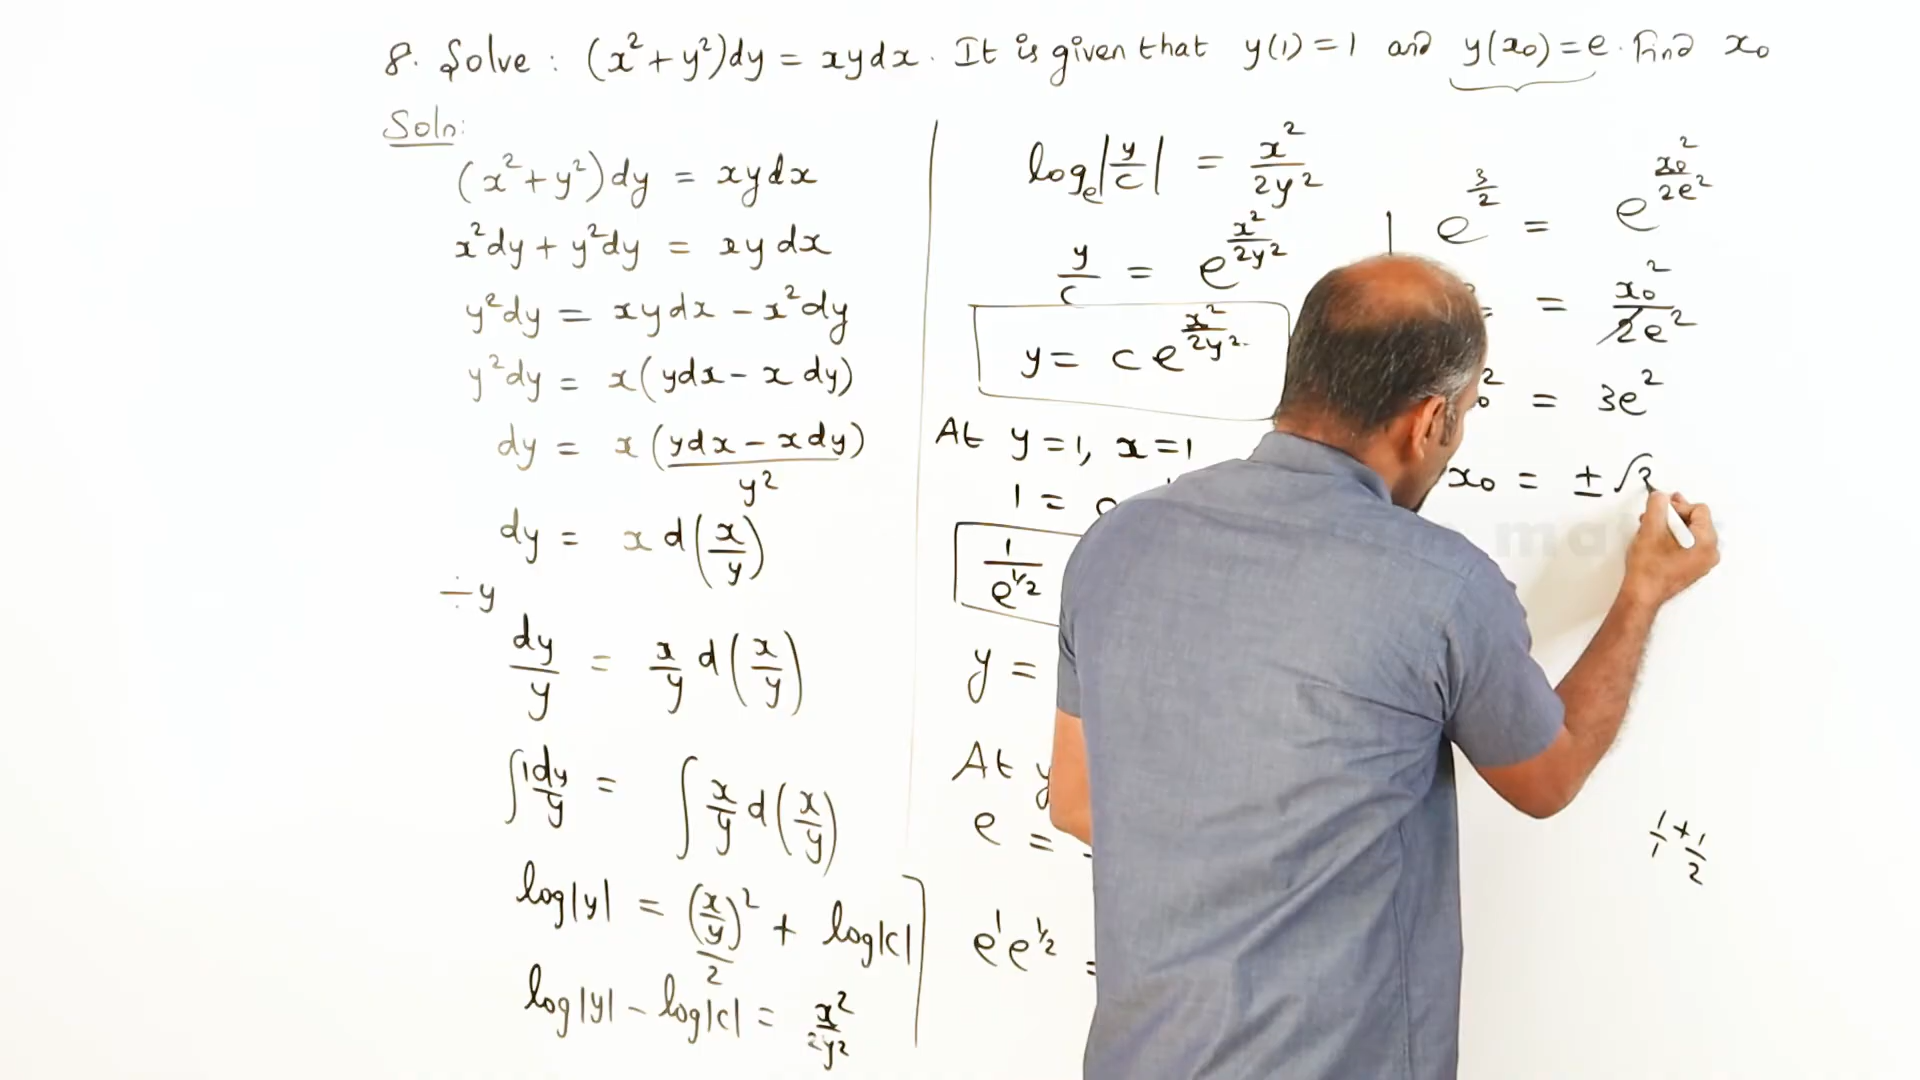 8. Solve : (x²+y²)dy = xydx. It is given that y(1)=1 and y(x₀)=e. Find x₀
Soln:
(x²+y²)dy = xydx
x²dy + y²dy = xydx
y²dy = xydx − x²dy
y²dy = x(ydx − xdy)
dy = x (ydx − xdy)/y²
dy = x d(x/y)
÷y
dy/y = x/y d(x/y)
∫1dy/y = ∫x/y d(x/y)
log|y| = (x/y)²/2 + log|c|
log|y| − log|c| = x²/2y²
logₑ|y/c| = x²/2y²
y/c = e^(x²/2y²)
y = c e^(x²/2y²)
At y=1, x=1
1 =
1/e^(1/2)
y =
At y
e =
e¹e^(1/2) =
e^(3/2) = e^(x₀²/2e²)
= x₀²/2e²
= 3e²
x₀ = ±√3
1/1 + 1/2